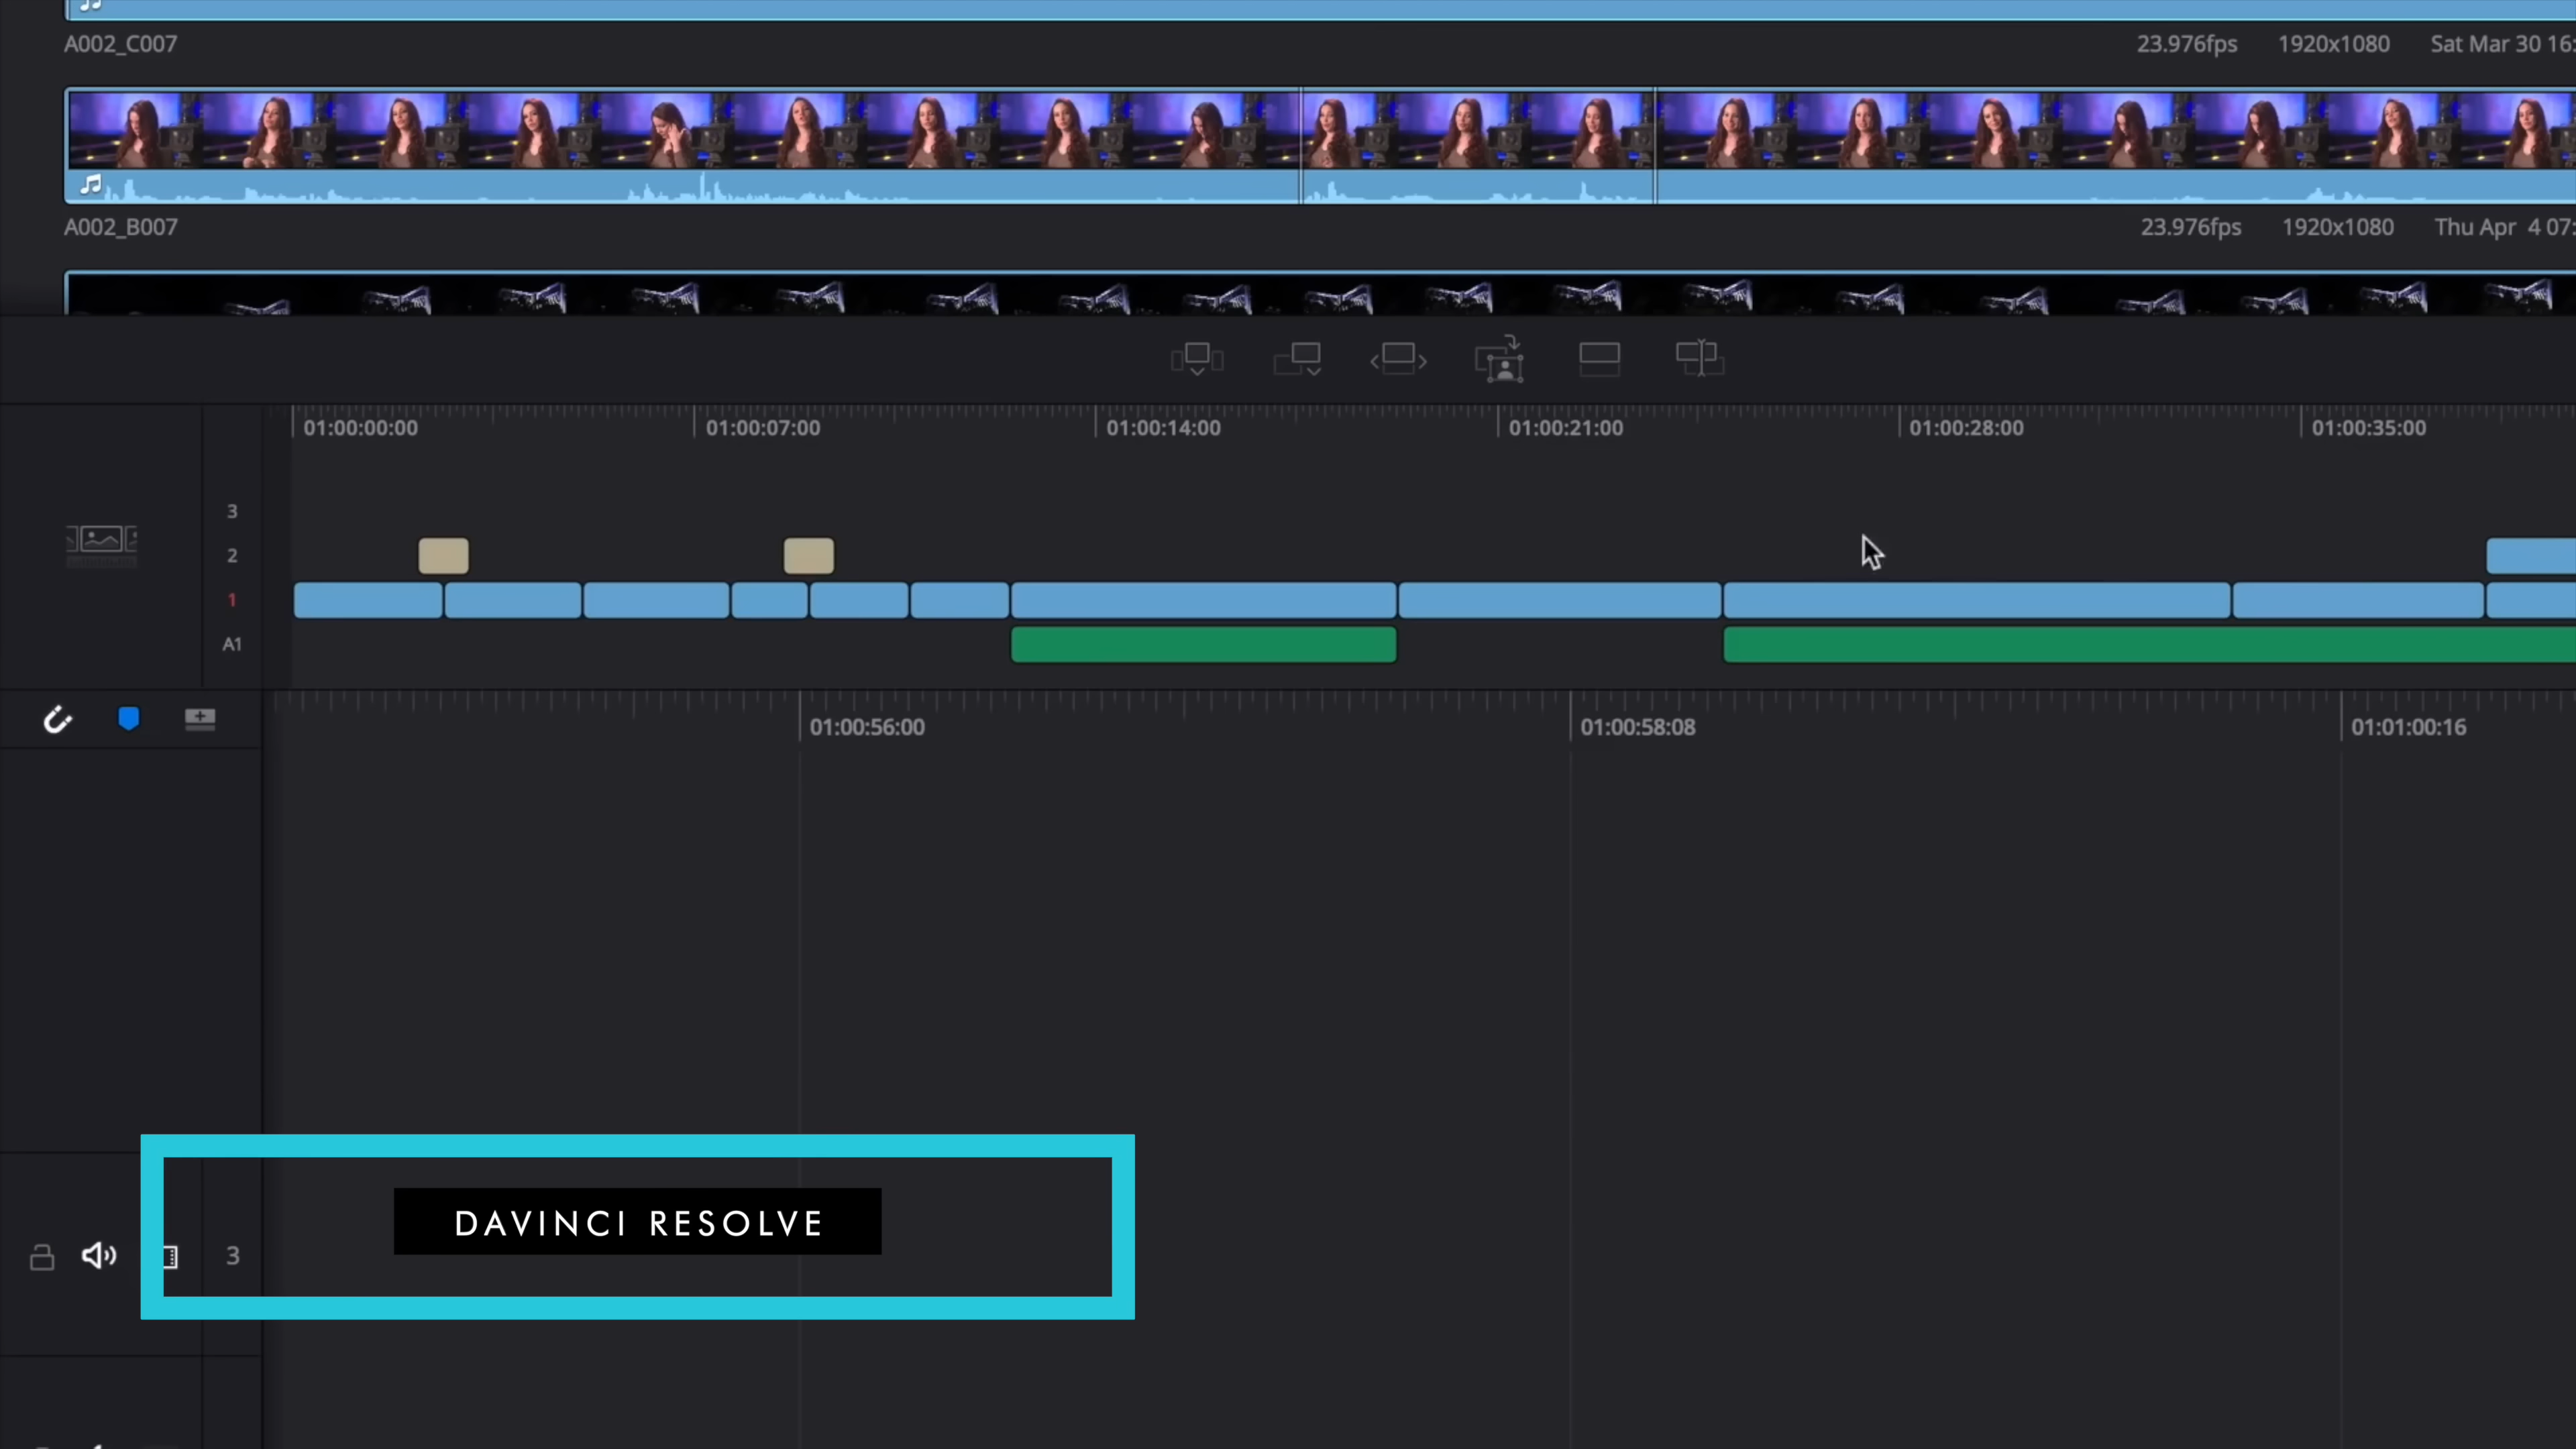 A002_C007
23.976fps 1920x1080 Sat Mar 30 16:
A002_B007
23.976fps 1920x1080 Thu Apr 4 07:
01:00:00:00 01:00:07:00 01:00:14:00 01:00:21:00 01:00:28:00 01:00:35:00
3
2
1
A1
01:00:56:00 01:00:58:08 01:01:00:16
DAVINCI RESOLVE
3